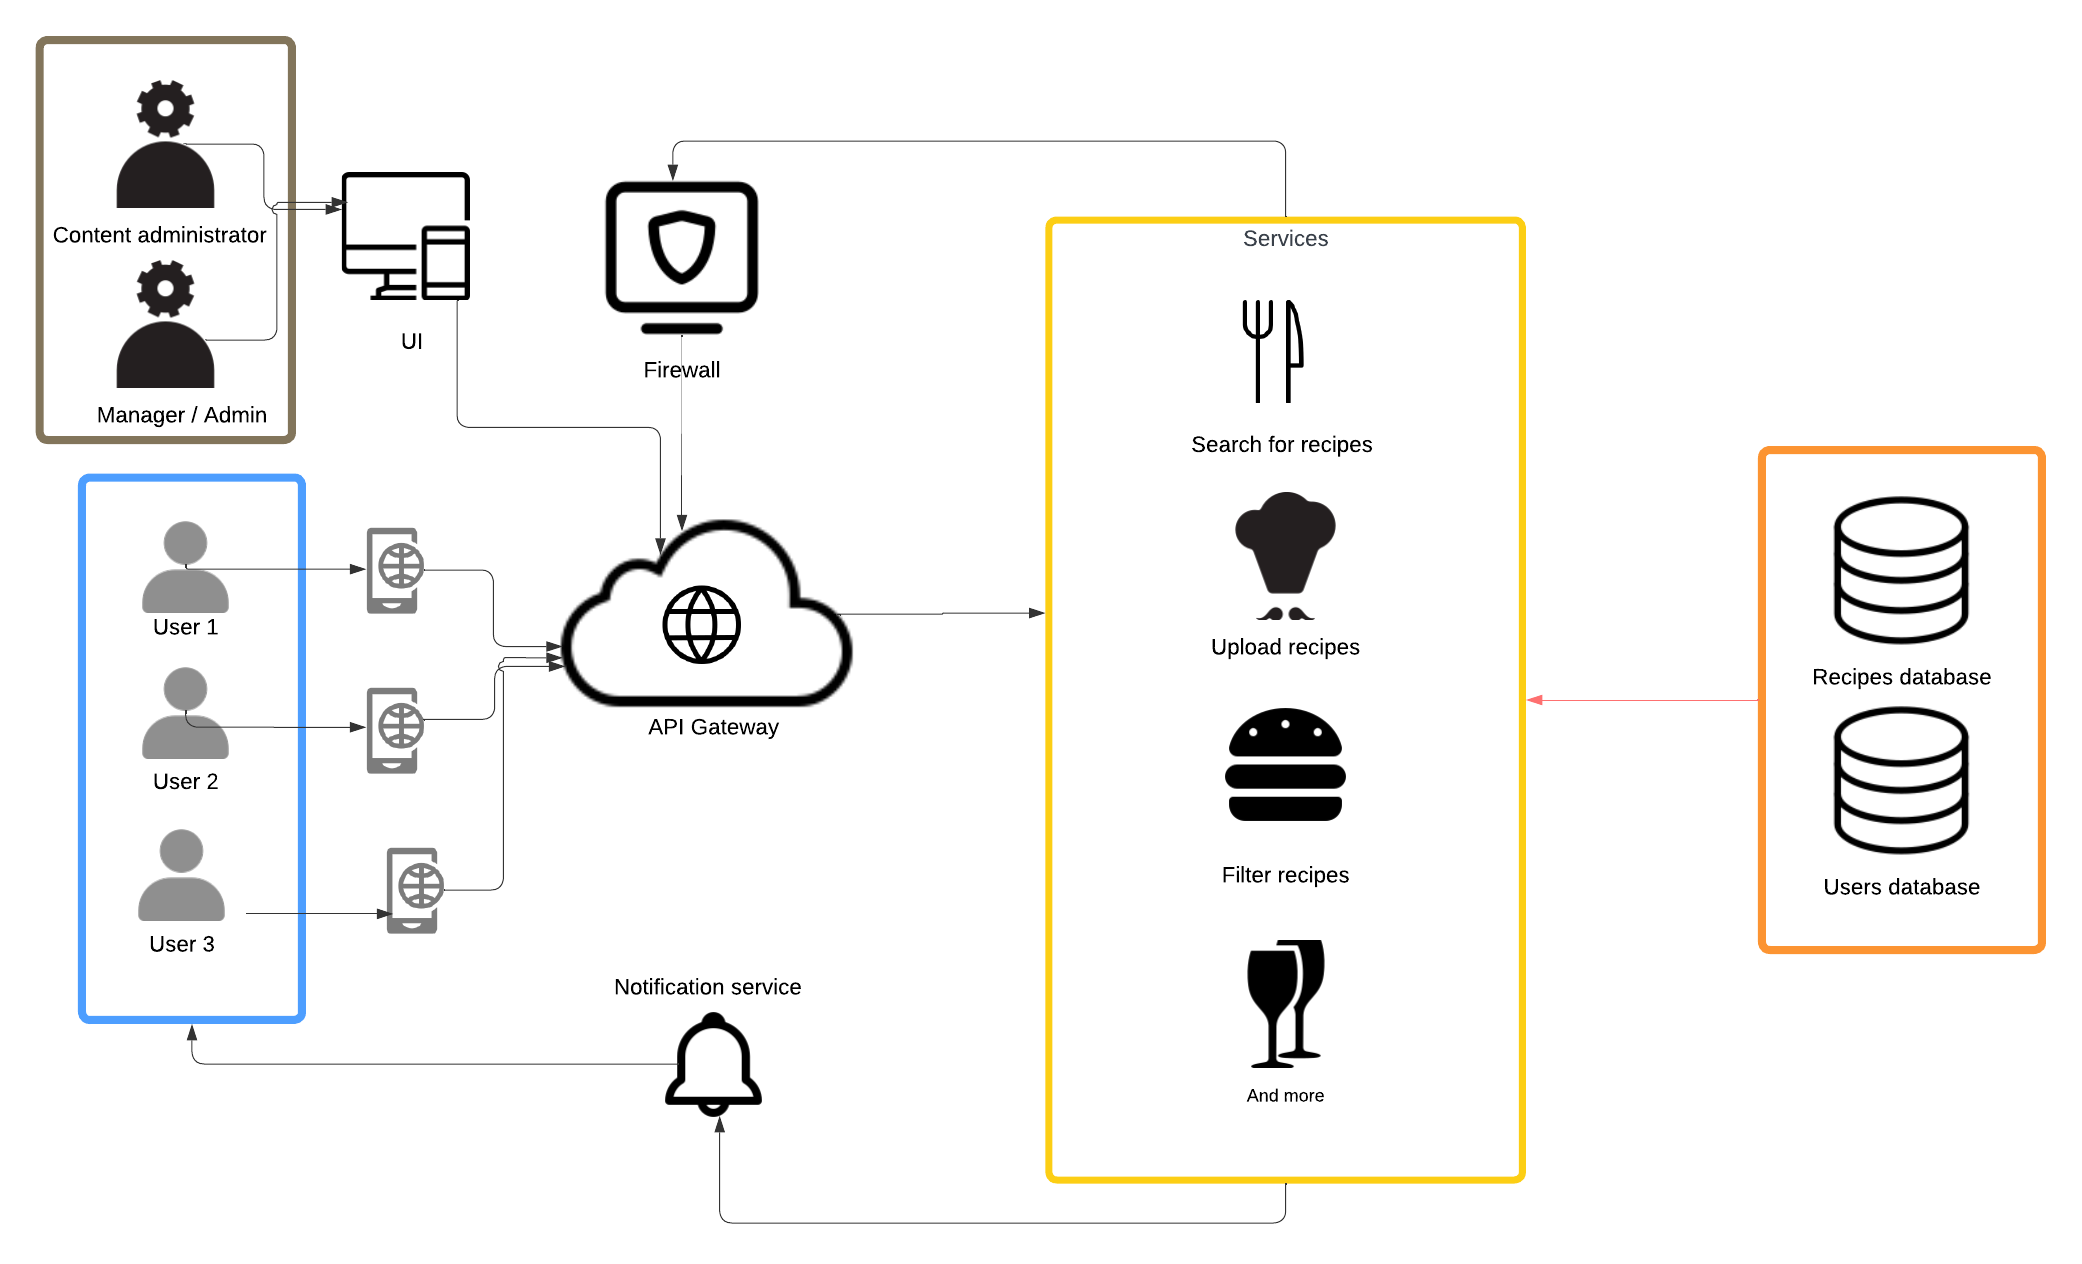 Content administrator
Manager / Admin
UI
Firewall
User 1
User 2
User 3
API Gateway
Notification service
Services
Search for recipes
Upload recipes
Filter recipes
And more
Recipes database
Users database